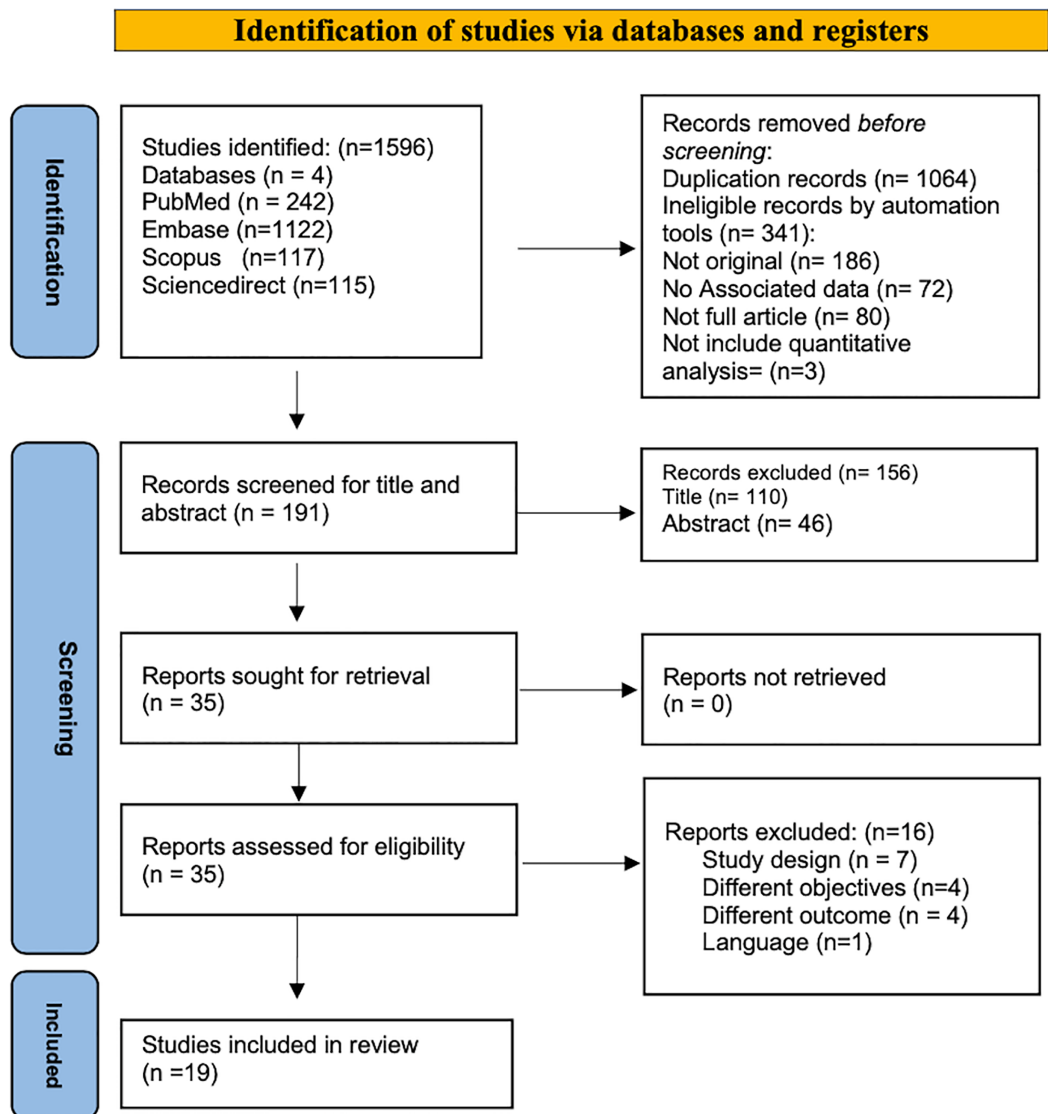 Identification of studies via databases and registers
Identification
Studies identified: (n=1596)
Databases (n = 4)
PubMed (n = 242)
Embase (n=1122)
Scopus (n=117)
Sciencedirect (n=115)
Records removed before
screening:
Duplication records (n= 1064)
Ineligible records by automation
tools (n= 341):
Not original (n= 186)
No Associated data (n= 72)
Not full article (n= 80)
Not include quantitative
analysis= (n=3)
Screening
Records screened for title and
abstract (n = 191)
Records excluded (n= 156)
Title (n= 110)
Abstract (n= 46)
Reports sought for retrieval
(n = 35)
Reports not retrieved
(n = 0)
Reports assessed for eligibility
(n = 35)
Reports excluded: (n=16)
Study design (n = 7)
Different objectives (n=4)
Different outcome (n = 4)
Language (n=1)
Included
Studies included in review
(n =19)